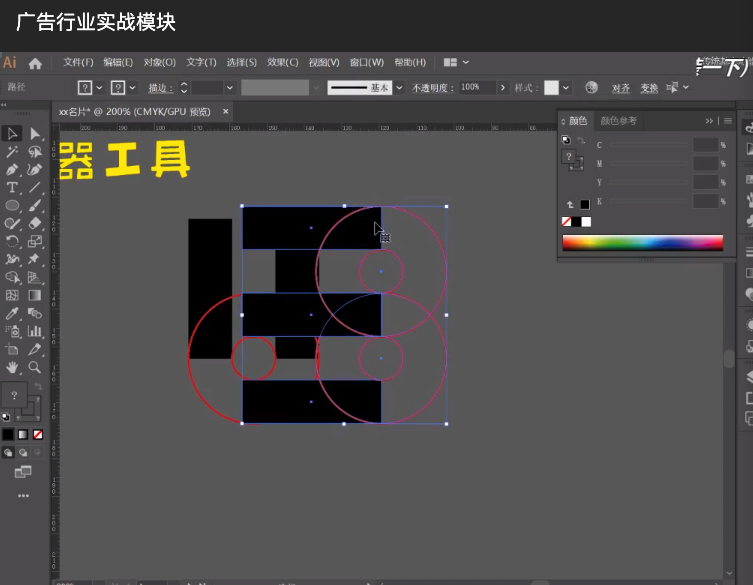 广告行业实战模块
Ai 文件(F) 编辑(E) 对象(O) 文字(T) 选择(S) 效果(C) 视图(V) 窗口(W) 帮助(H)
一下
路径 ? ? 描边: 基本 不透明度: 100% 样式: 对齐 变换
xx名片* @ 200% (CMYK/GPU 预览) ×
颜色 颜色参考
器工具
C %
M %
Y %
K %
?